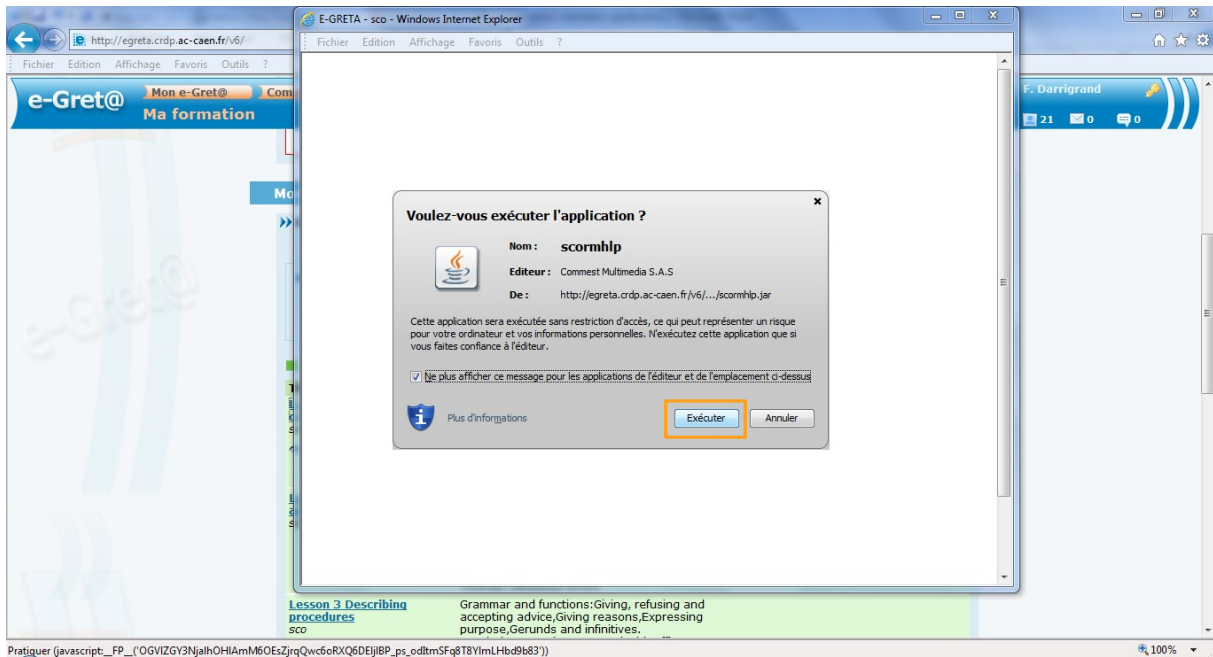 E-GRETA - sco - Windows Internet Explorer
http://egreta.crdp.ac-caen.fr/v6/
Fichier Edition Affichage Favoris Outils ?
Fichier Edition Affichage Favoris Outils ?
e-Gret@
Mon e-Gret@
Com
Ma formation
F. Darrigrand
21 0 0
e-Gret@
Voulez-vous exécuter l'application ?
Nom : scormhlp
Editeur : Commest Multimedia S.A.S
De : http://egreta.crdp.ac-caen.fr/v6/.../scormhlp.jar
Cette application sera exécutée sans restriction d'accès, ce qui peut représenter un risque
pour votre ordinateur et vos informations personnelles. N'exécutez cette application que si
vous faites confiance à l'éditeur.
Ne plus afficher ce message pour les applications de l'éditeur et de l'emplacement ci-dessus
Plus d'informations
Exécuter
Annuler
Lesson 3 Describing
procedures
sco
Grammar and functions:Giving, refusing and
accepting advice,Giving reasons,Expressing
purpose,Gerunds and infinitives.
100%